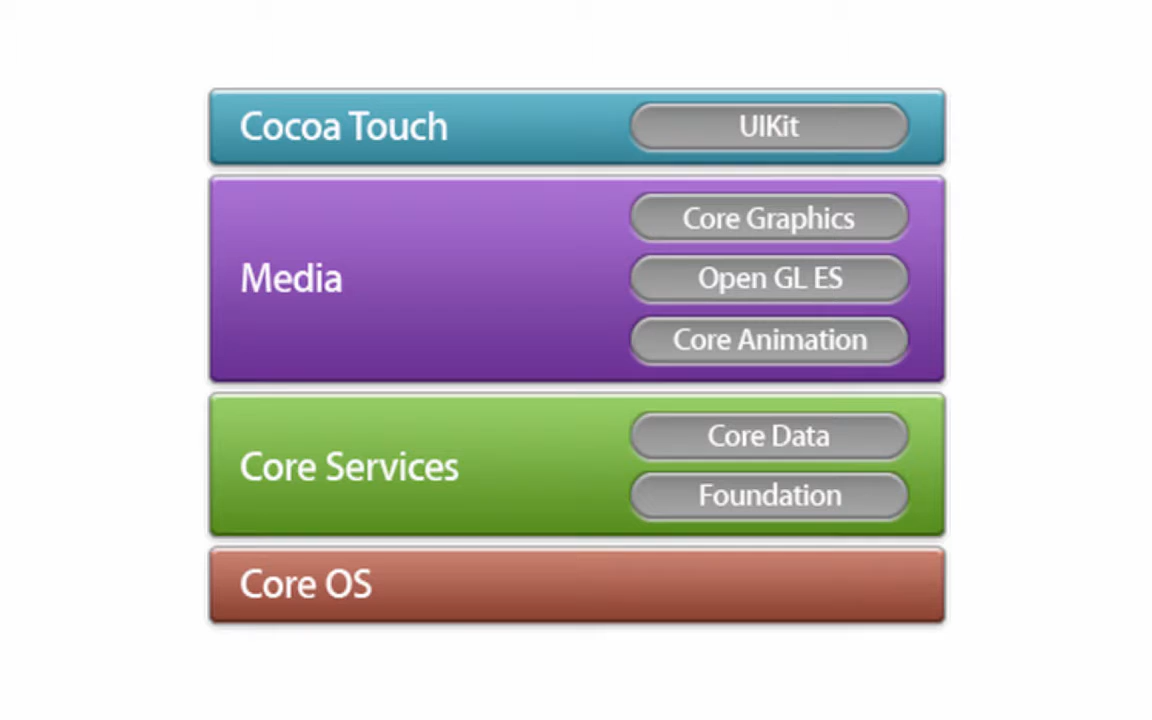 Cocoa Touch
UIKit
Media
Core Graphics
Open GL ES
Core Animation
Core Services
Core Data
Foundation
Core OS